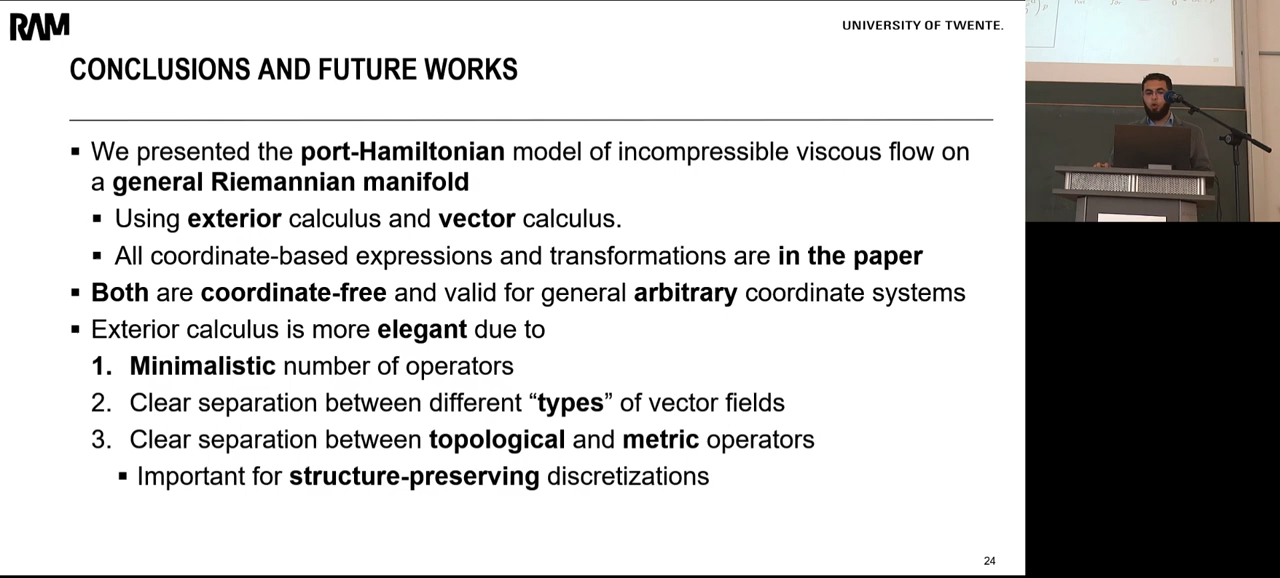 RAM
UNIVERSITY OF TWENTE.
CONCLUSIONS AND FUTURE WORKS
▪ We presented the port-Hamiltonian model of incompressible viscous flow on
a general Riemannian manifold
▪ Using exterior calculus and vector calculus.
▪ All coordinate-based expressions and transformations are in the paper
▪ Both are coordinate-free and valid for general arbitrary coordinate systems
▪ Exterior calculus is more elegant due to
1. Minimalistic number of operators
2. Clear separation between different “types” of vector fields
3. Clear separation between topological and metric operators
▪ Important for structure-preserving discretizations
24